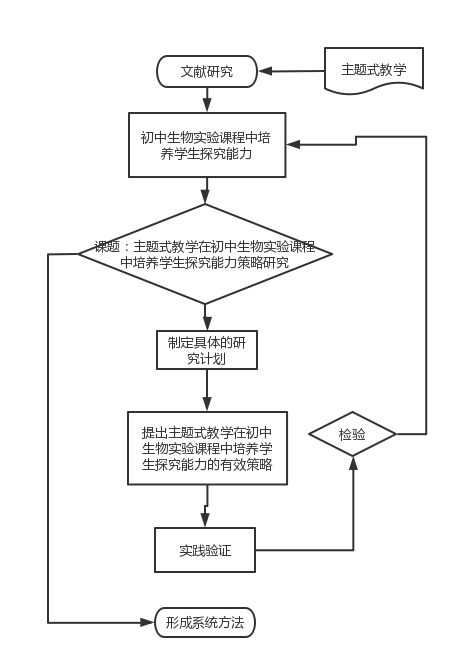 文献研究
主题式教学
初中生物实验课程中培
养学生探究能力
课题：主题式教学在初中生物实验课程
中培养学生探究能力策略研究
制定具体的研
究计划
提出主题式教学在初中
生物实验课程中培养学
生探究能力的有效策略
检验
实践验证
形成系统方法